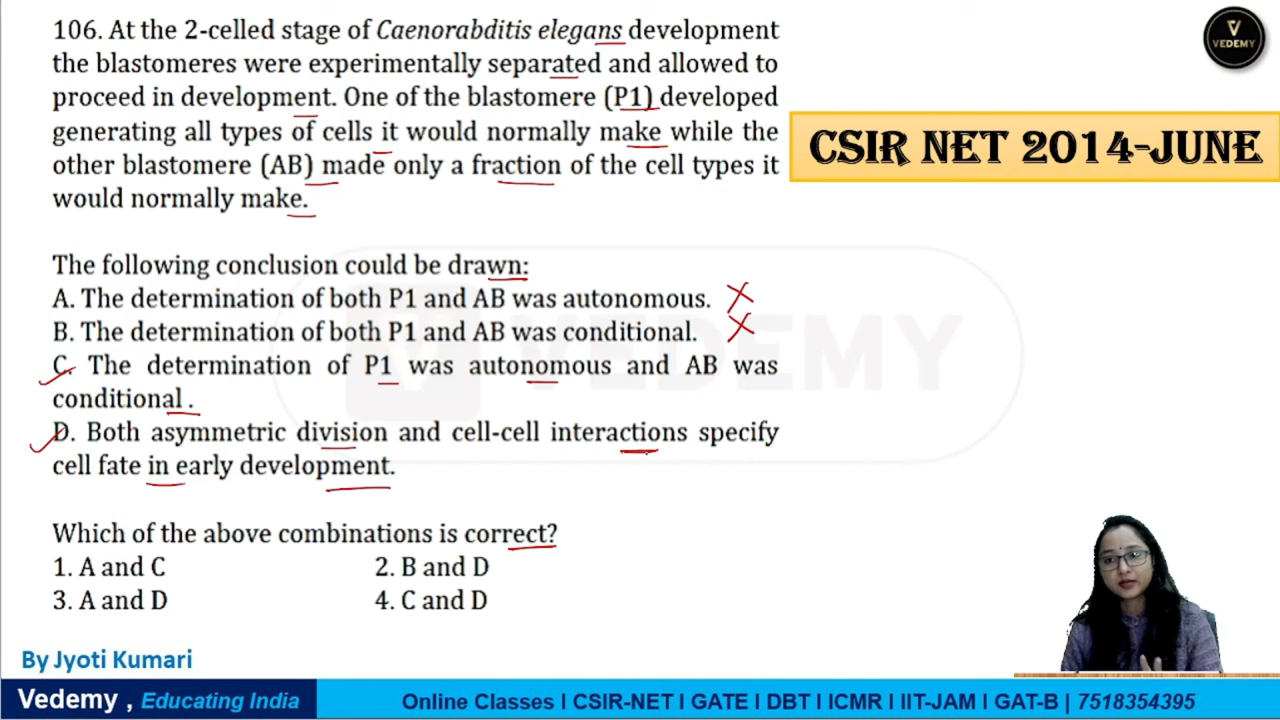 106. At the 2-celled stage of Caenorabditis elegans development
the blastomeres were experimentally separated and allowed to
proceed in development. One of the blastomere (P1) developed
generating all types of cells it would normally make while the
other blastomere (AB) made only a fraction of the cell types it
would normally make.
The following conclusion could be drawn:
A. The determination of both P1 and AB was autonomous.
B. The determination of both P1 and AB was conditional.
C. The determination of P1 was autonomous and AB was
conditional .
D. Both asymmetric division and cell-cell interactions specify
cell fate in early development.
Which of the above combinations is correct?
1. A and C 2. B and D
3. A and D 4. C and D
VEDEMY
CSIR NET 2014-JUNE
VEDEMY
By Jyoti Kumari
Vedemy , Educating India
Online Classes I CSIR-NET I GATE I DBT I ICMR I IIT-JAM I GAT-B | 7518354395